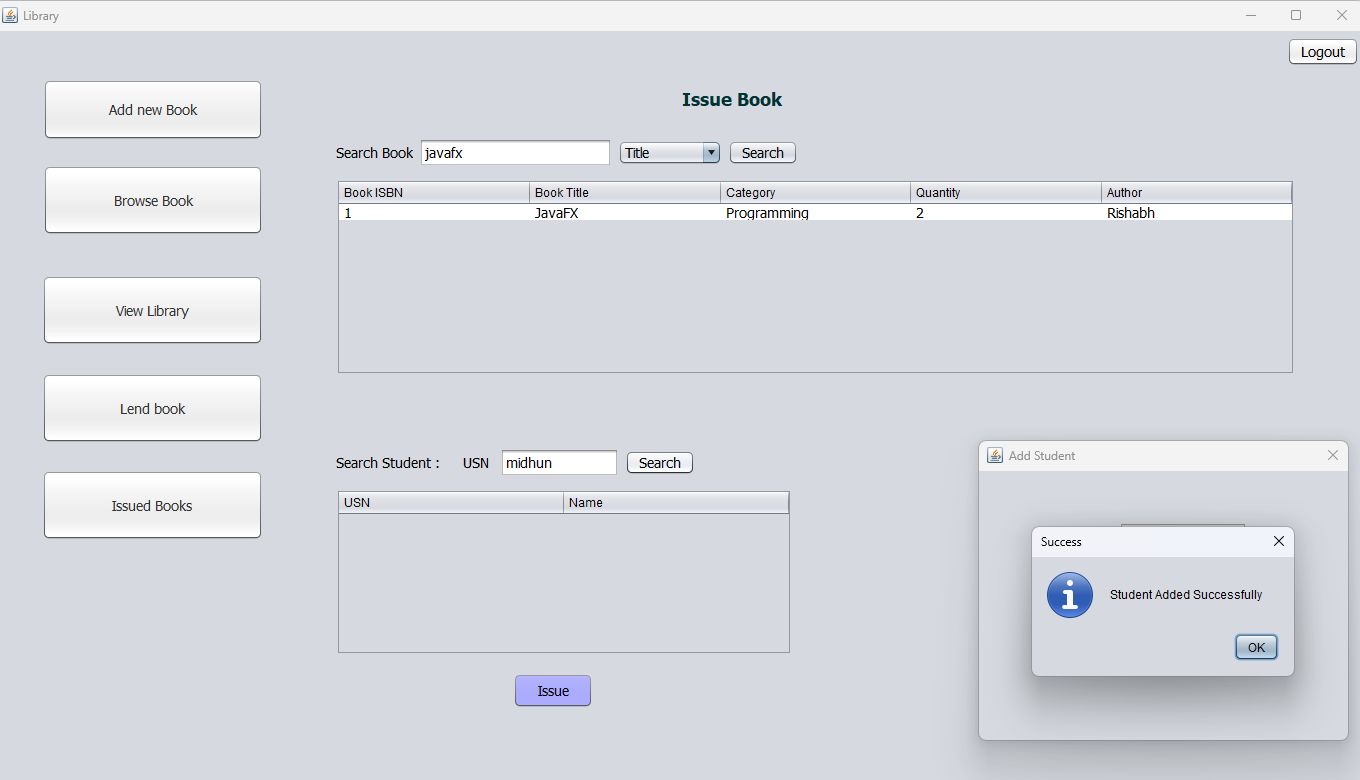 Library
Logout
Add new Book
Browse Book
View Library
Lend book
Issued Books
Issue Book
Search Book javafx Title Search
Book ISBN Book Title Category Quantity Author
1 JavaFX Programming 2 Rishabh
Search Student : USN midhun Search
USN Name
Issue
Add Student
Success
Student Added Successfully
OK